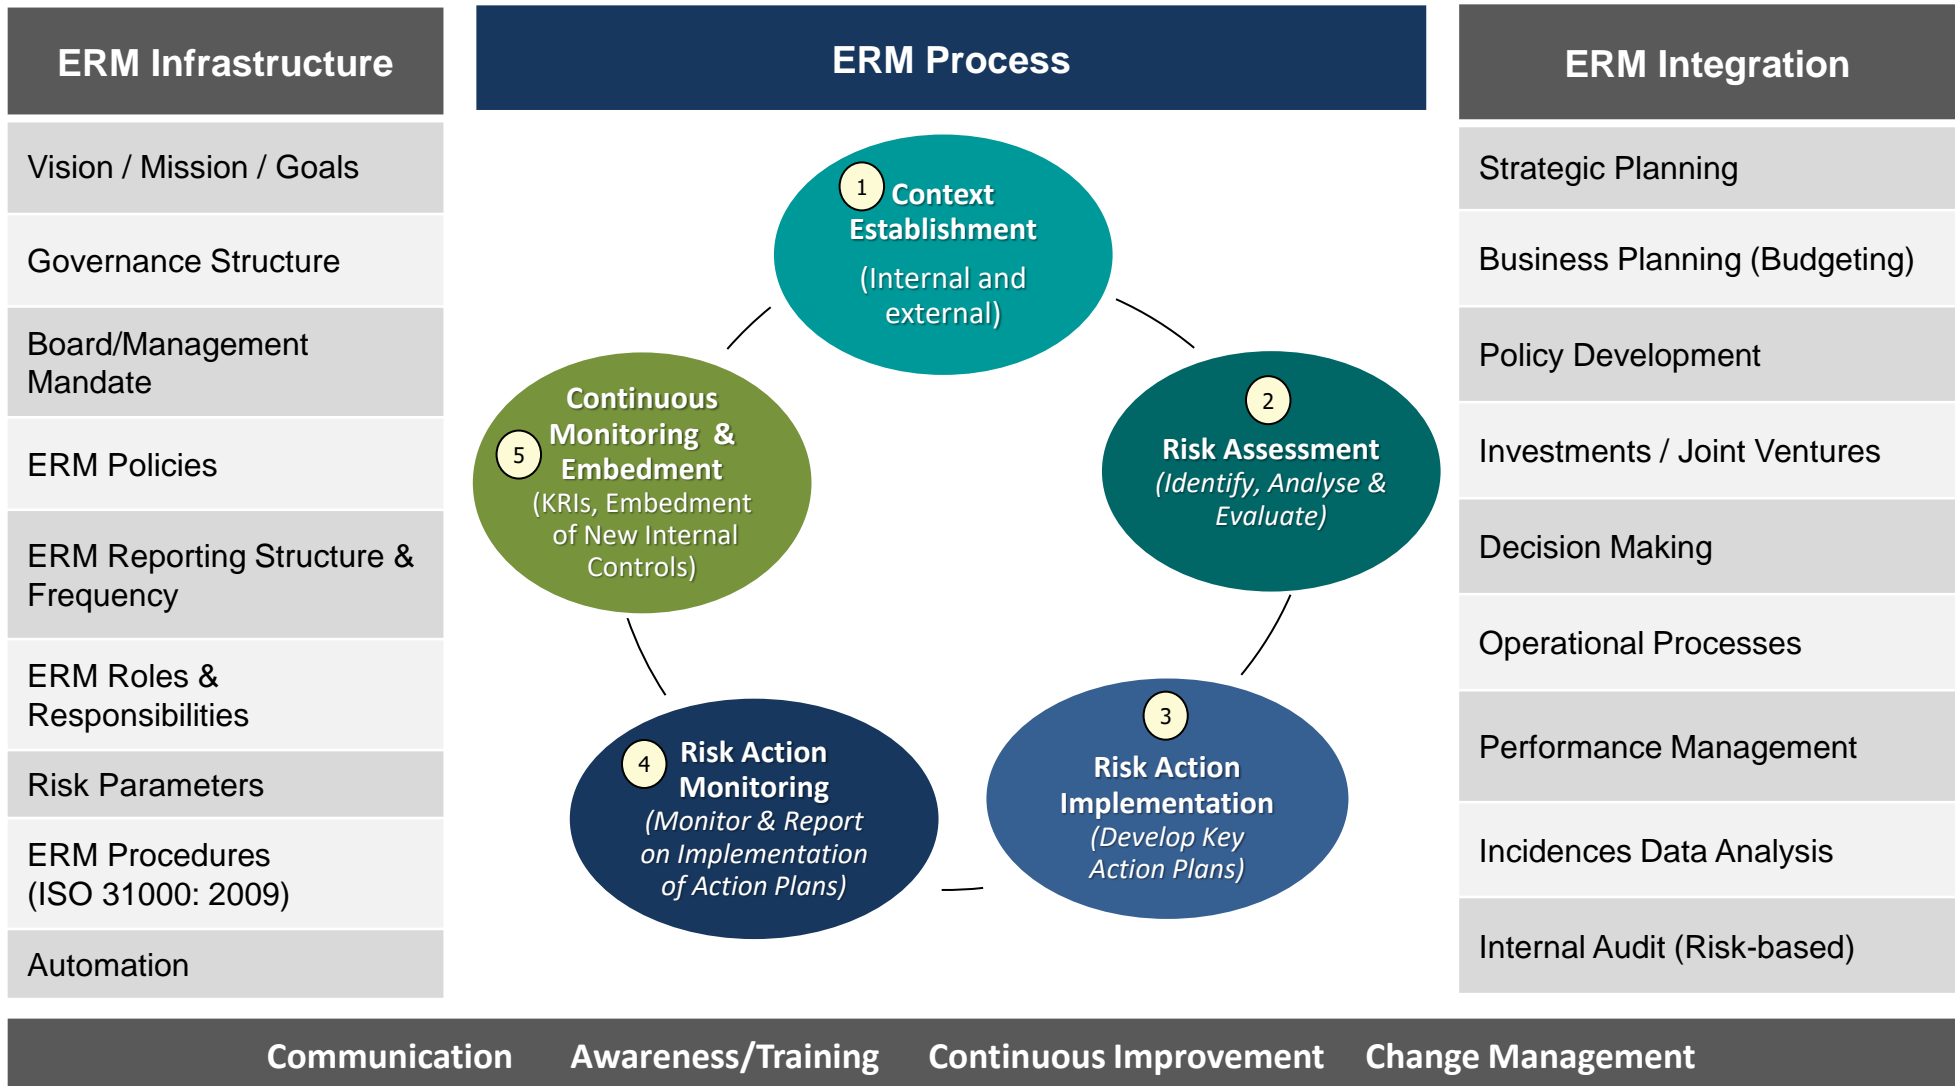 ERM Infrastructure
Vision / Mission / Goals
Governance Structure
Board/Management
Mandate
ERM Policies
ERM Reporting Structure &
Frequency
ERM Roles &
Responsibilities
Risk Parameters
ERM Procedures
(ISO 31000: 2009)
Automation
ERM Process
1
Context
Establishment
(Internal and
external)
2
Risk Assessment
(Identify, Analyse &
Evaluate)
3
Risk Action
Implementation
(Develop Key
Action Plans)
4
Risk Action
Monitoring
(Monitor & Report
on Implementation
of Action Plans)
5
Continuous
Monitoring &
Embedment
(KRIs, Embedment
of New Internal
Controls)
ERM Integration
Strategic Planning
Business Planning (Budgeting)
Policy Development
Investments / Joint Ventures
Decision Making
Operational Processes
Performance Management
Incidences Data Analysis
Internal Audit (Risk-based)
Communication Awareness/Training Continuous Improvement Change Management